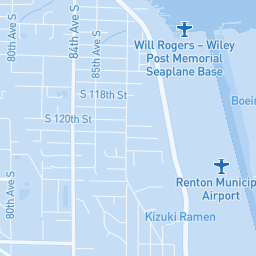 80th Ave S
84th Ave S
85th Ave S
Will Rogers – Wiley
Post Memorial
Seaplane Base
S 118th St
S 120th St
Boei
Renton Municip
Airport
80th Ave S
Kizuki Ramen